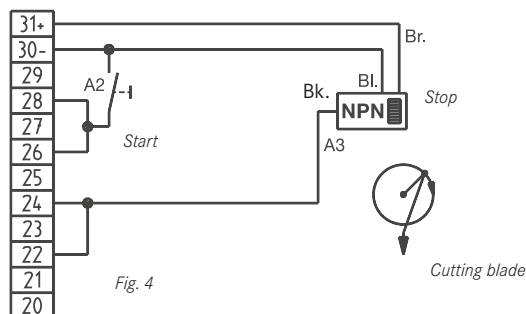 31+
Br.
30-
29
A2
Bl.
Bk.
Stop
28
NPN
27
Start
26
A3
25
24
23
22
21
Fig. 4
Cutting blade
20